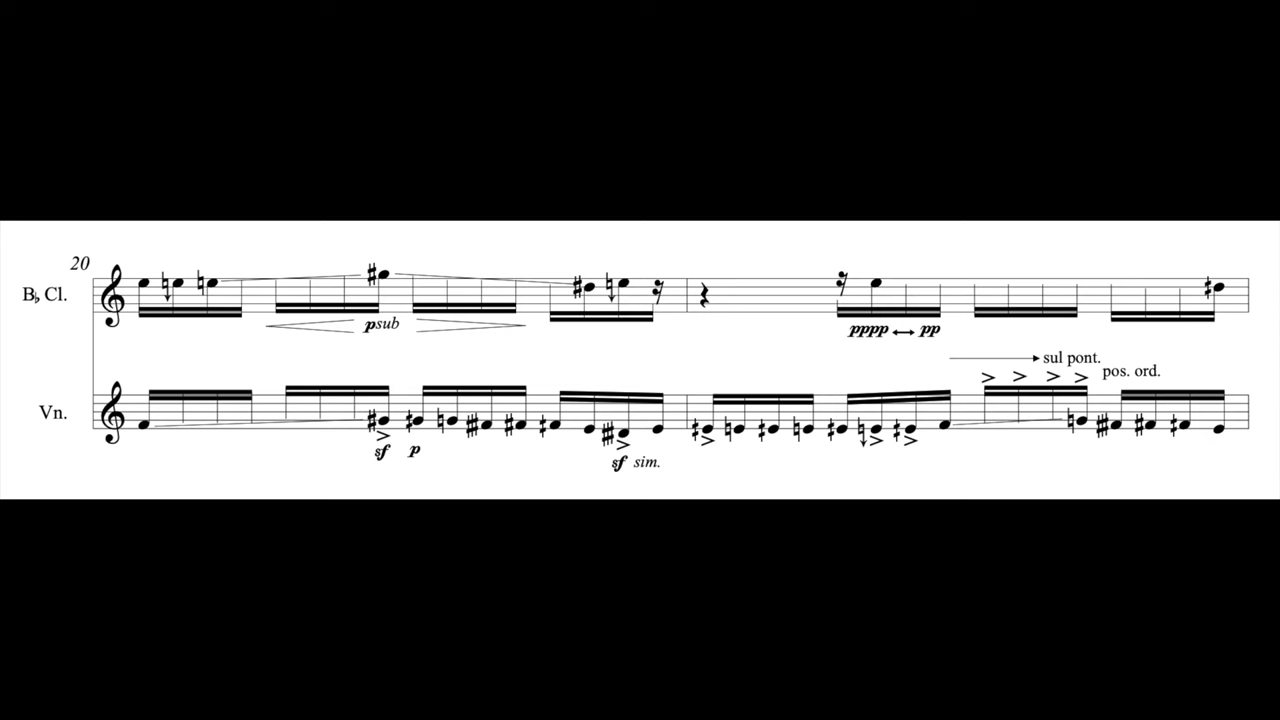 20
B♭ Cl.
psub
pppp ↔ pp
sul pont.
pos. ord.
Vn.
sf p
sf sim.